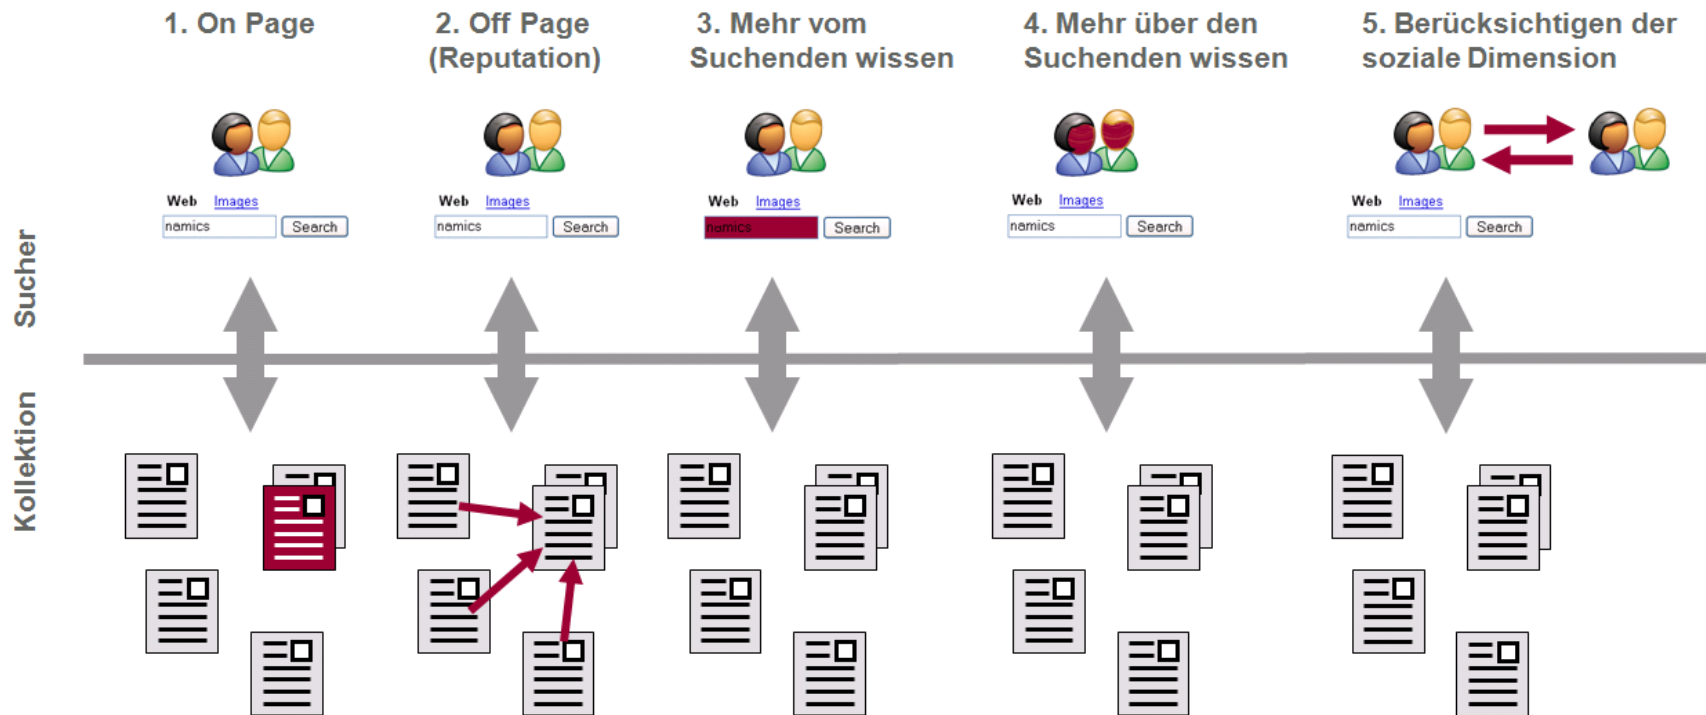 1. On Page
2. Off Page
(Reputation)
3. Mehr vom
Suchenden wissen
4. Mehr über den
Suchenden wissen
5. Berücksichtigen der
soziale Dimension
Web Images
namics Search
Web Images
namics Search
Web Images
namics Search
Web Images
namics Search
Web Images
namics Search
Sucher
Kollektion